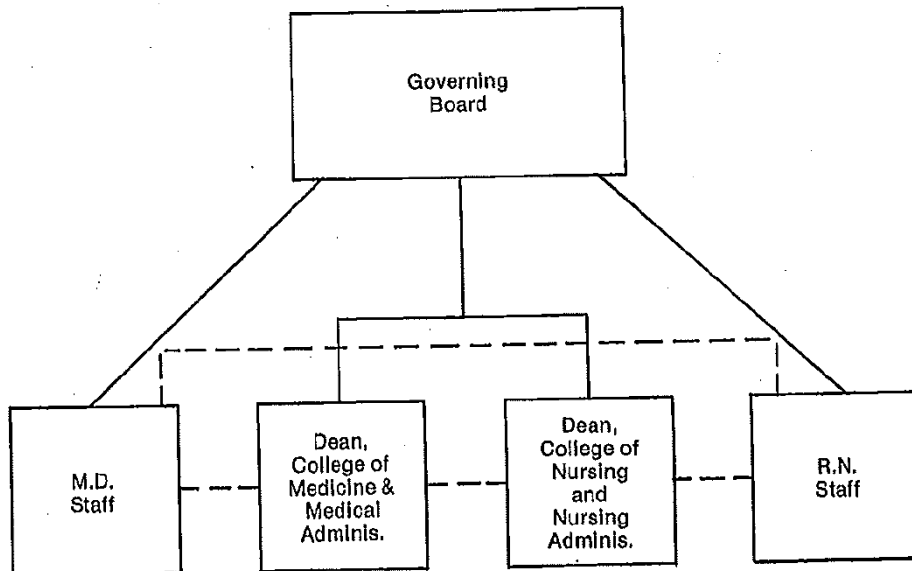 Governing
Board
M.D.
Staff
Dean,
College of
Medicine &
Medical
Adminis.
Dean,
College of
Nursing
and
Nursing
Adminis.
R.N.
Staff